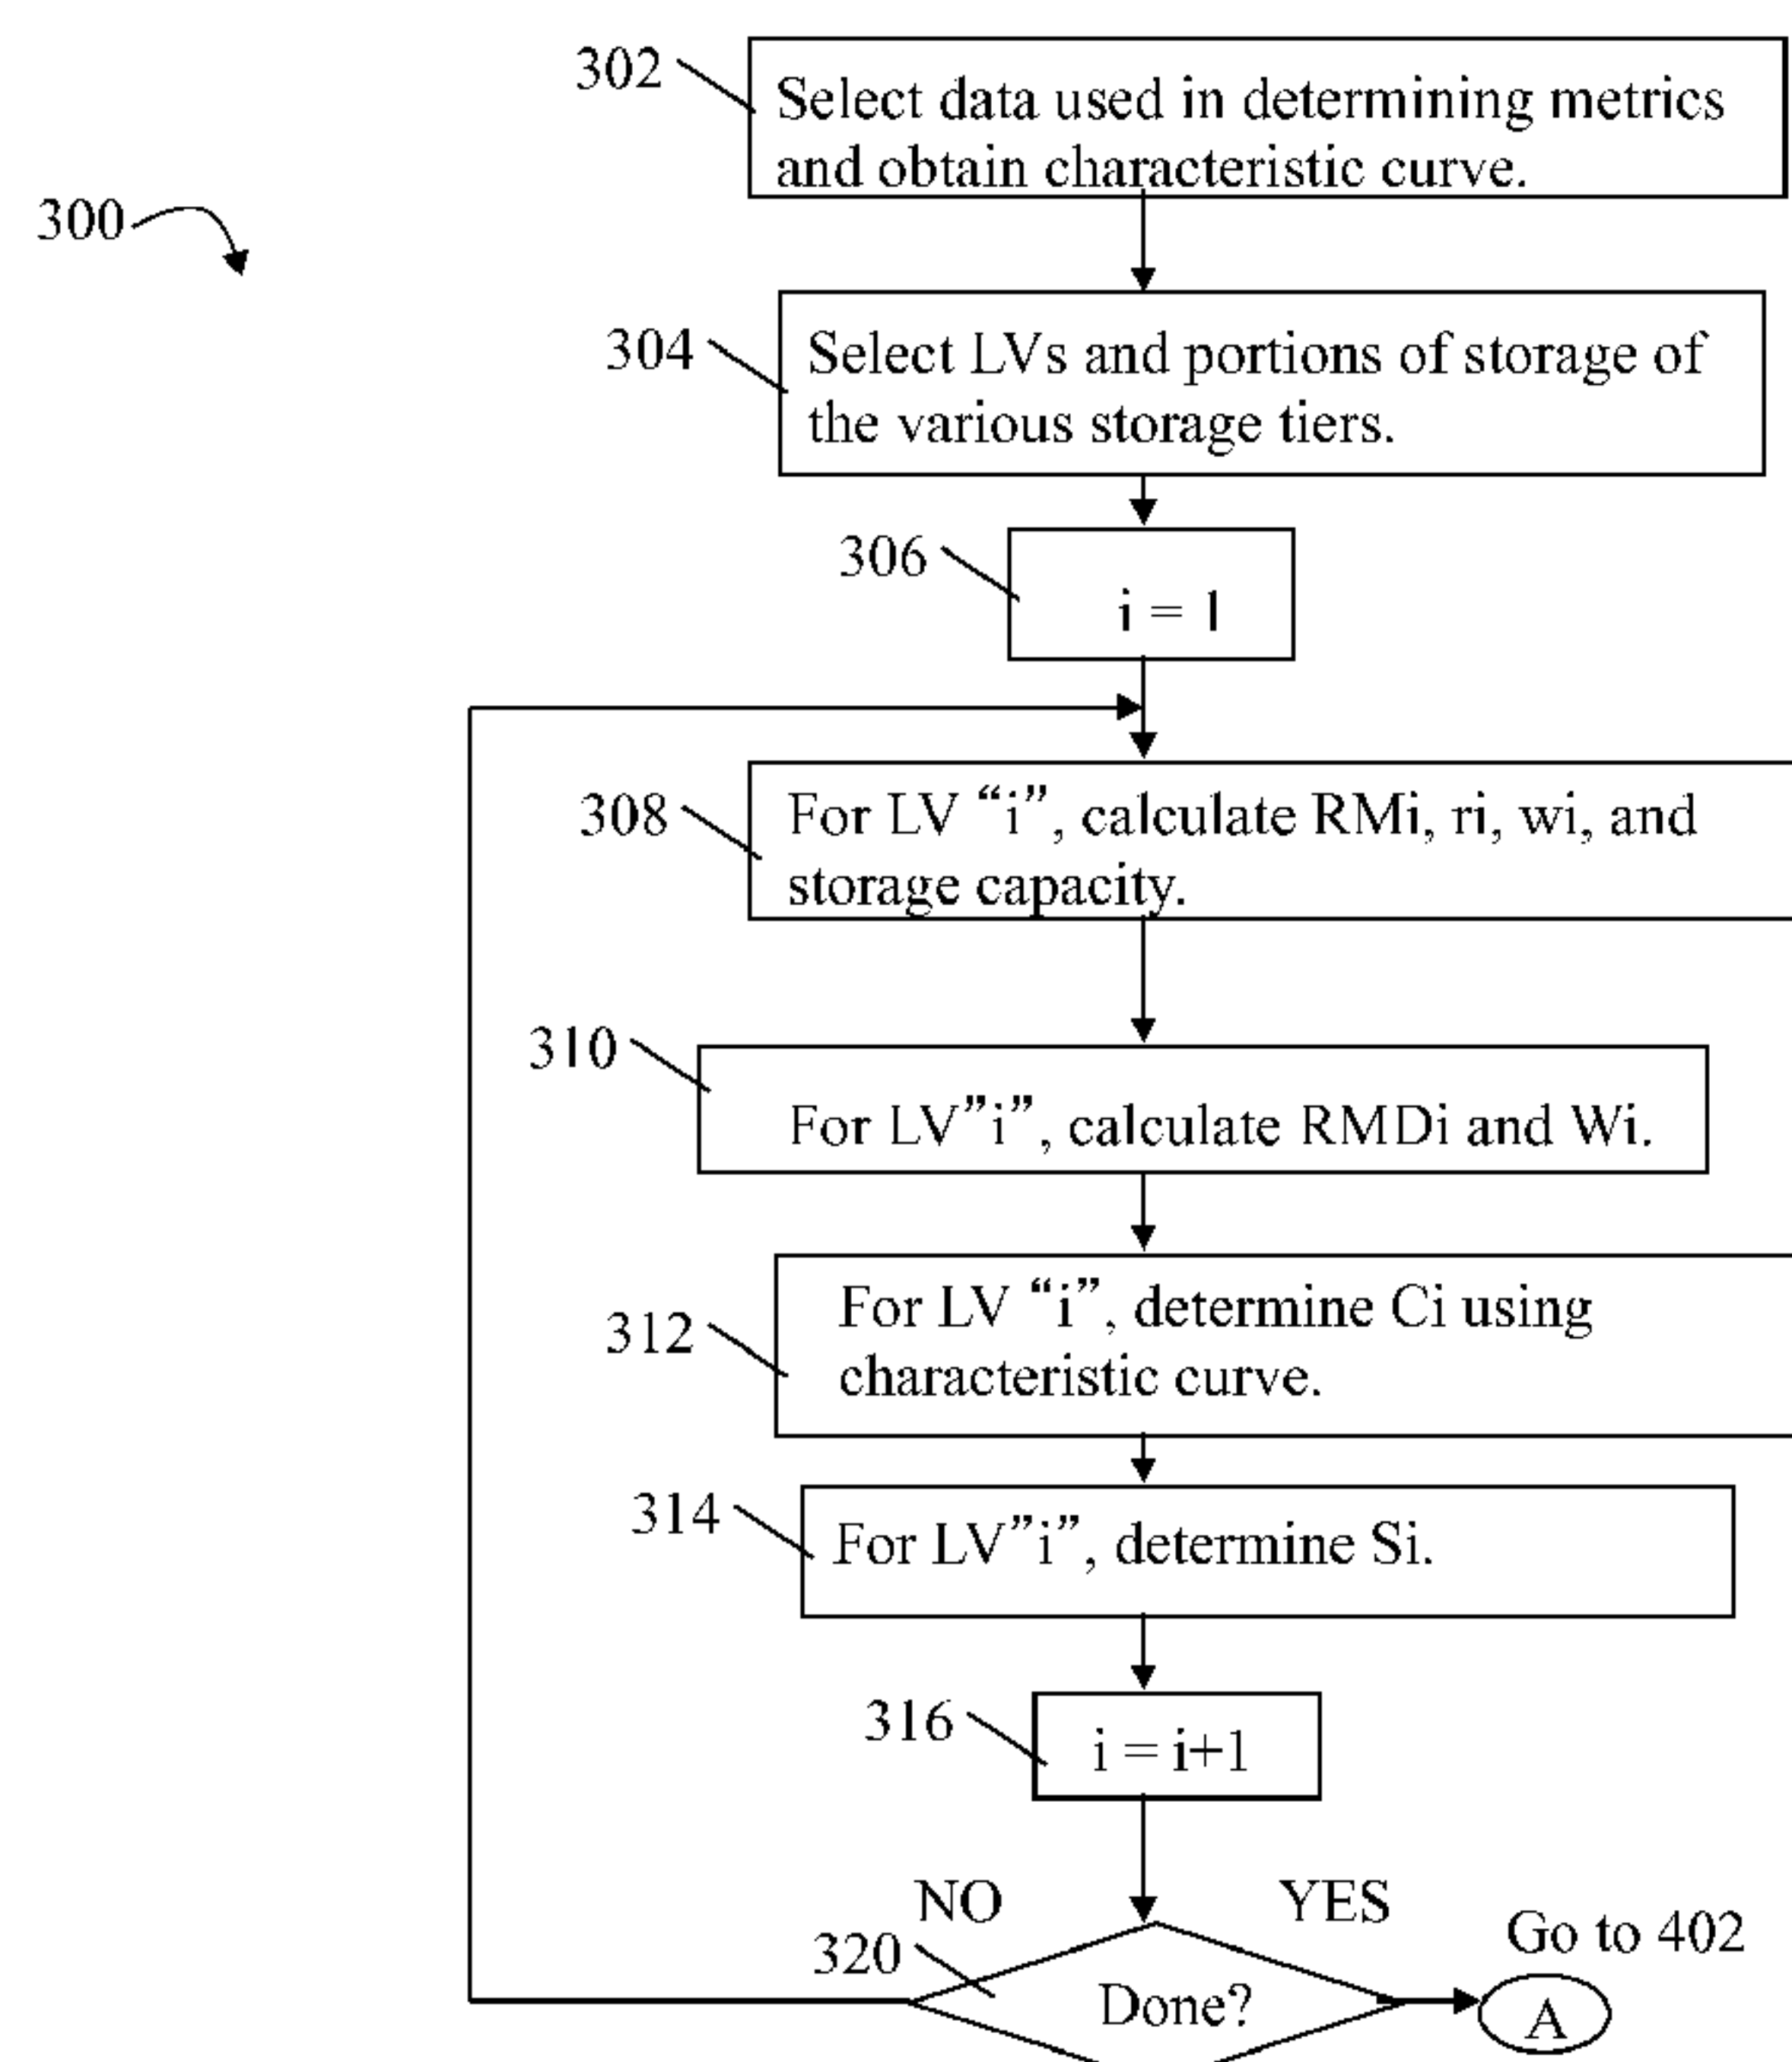 302
Select data used in determining metrics
and obtain characteristic curve.
300
304
Select LVs and portions of storage of
the various storage tiers.
306
i = 1
308
For LV “i”, calculate RMi, ri, wi, and
storage capacity.
310
For LV”i”, calculate RMDi and Wi.
312
For LV “i”, determine Ci using
characteristic curve.
314
For LV”i”, determine Si.
316
i = i+1
NO
YES
320
Done?
Go to 402
A